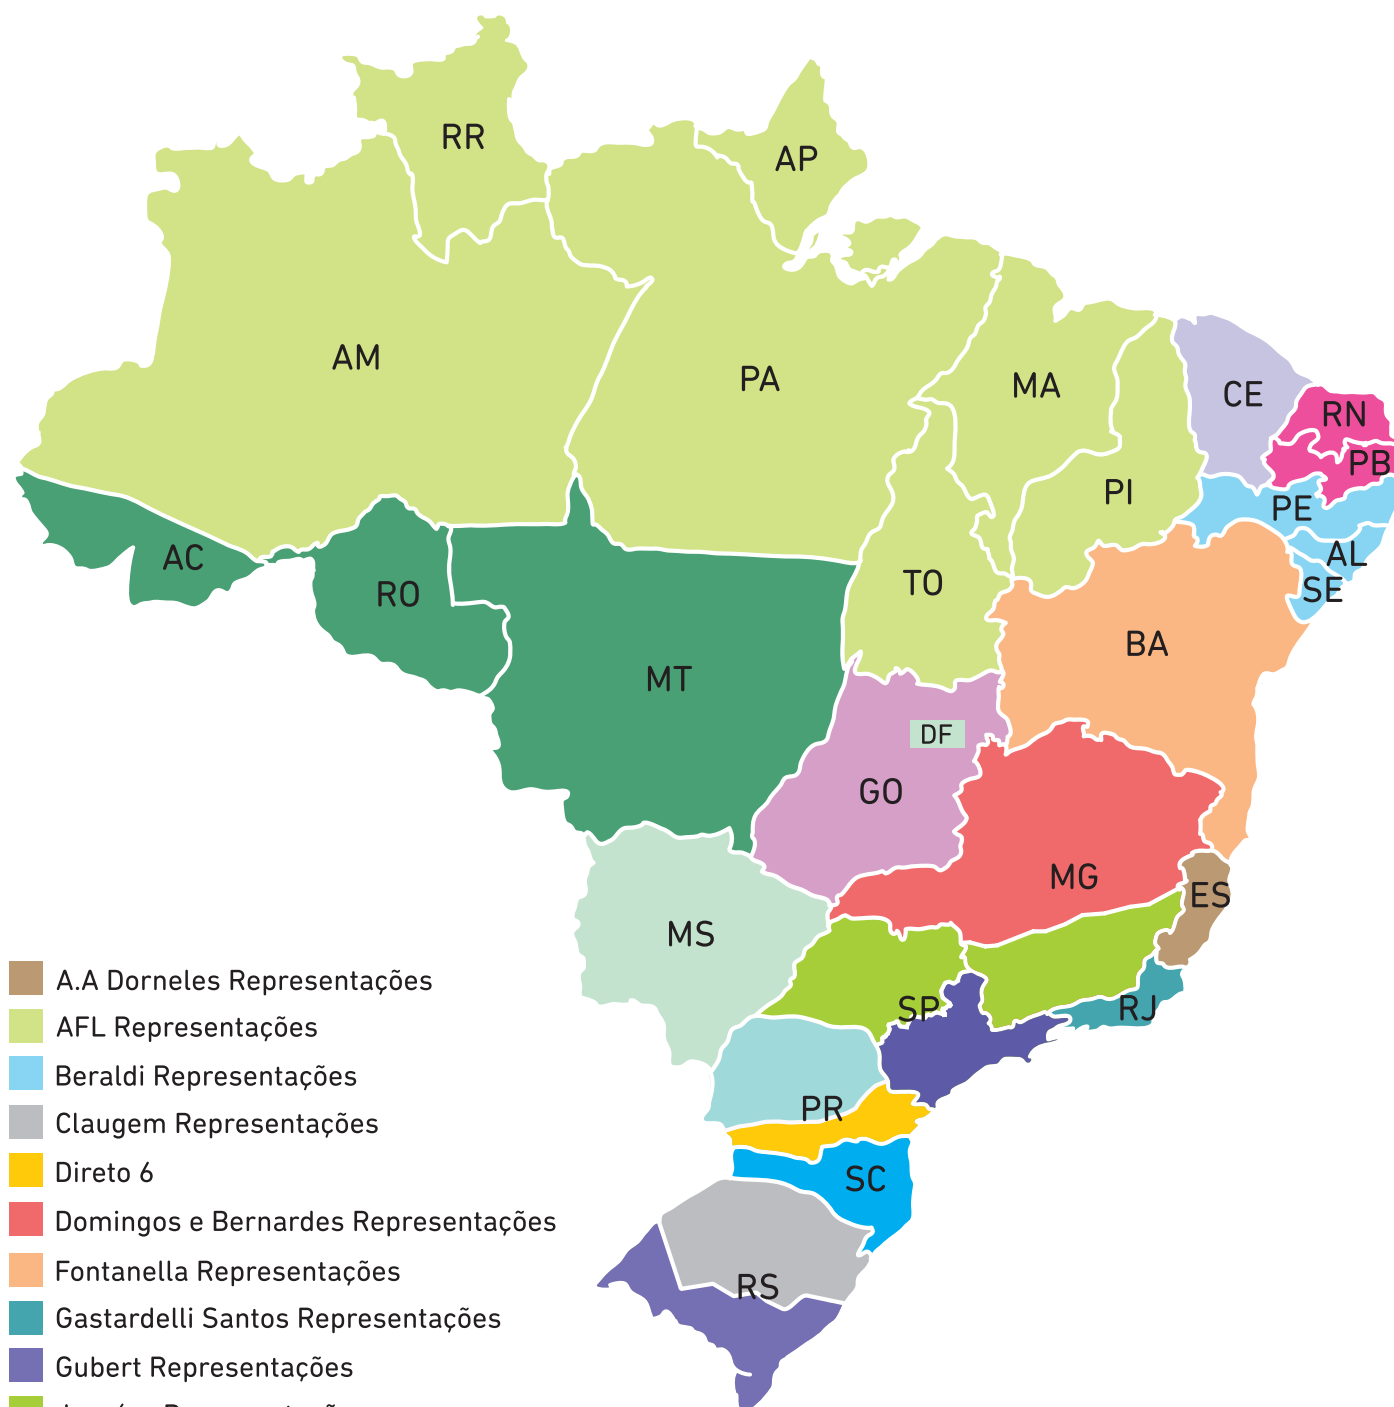 RR
AP
AM
PA
MA
CE
RN
PB
PI
PE
AC
AL
RO
TO
SE
BA
MT
DF
GO
MG
ES
MS
SP
RJ
PR
SC
RS
A.A Dorneles Representações
AFL Representações
Beraldi Representações
Claugem Representações
Direto 6
Domingos e Bernardes Representações
Fontanella Representações
Gastardelli Santos Representações
Gubert Representações